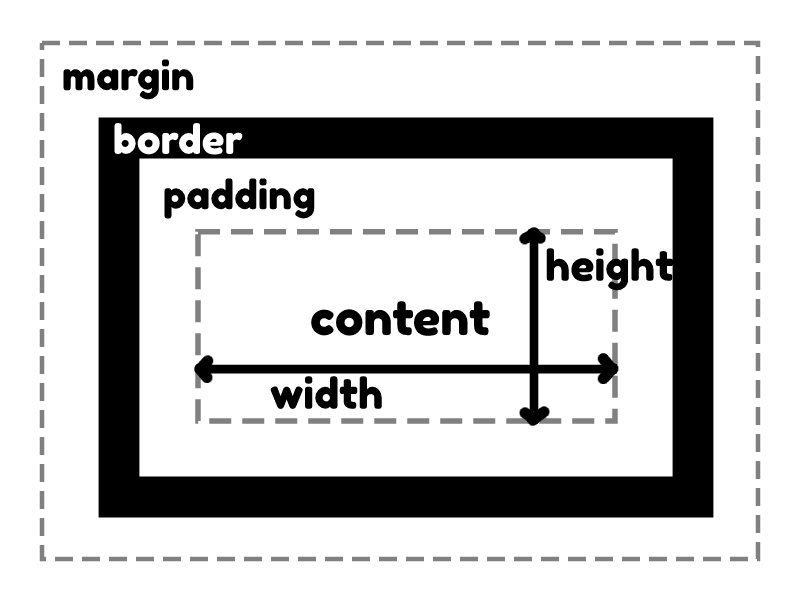 margin
border
padding
height
content
width